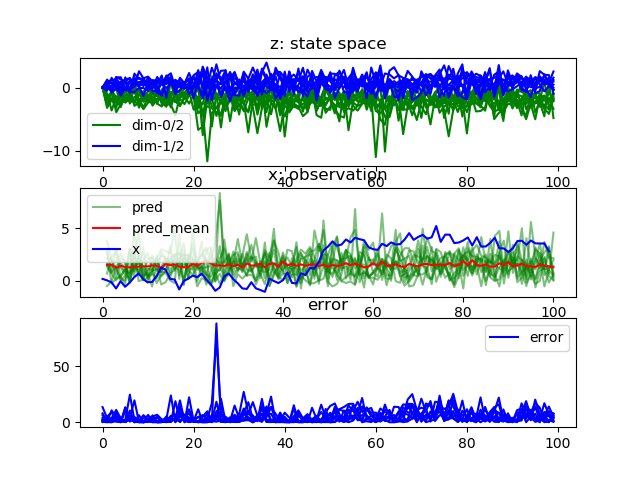 z: state space
0
−10
dim-0/2
dim-1/2
0
20
40
60
80
100
x: observation
5
0
pred
pred_mean
x
0
20
40
60
80
100
error
50
0
error
0
20
40
60
80
100